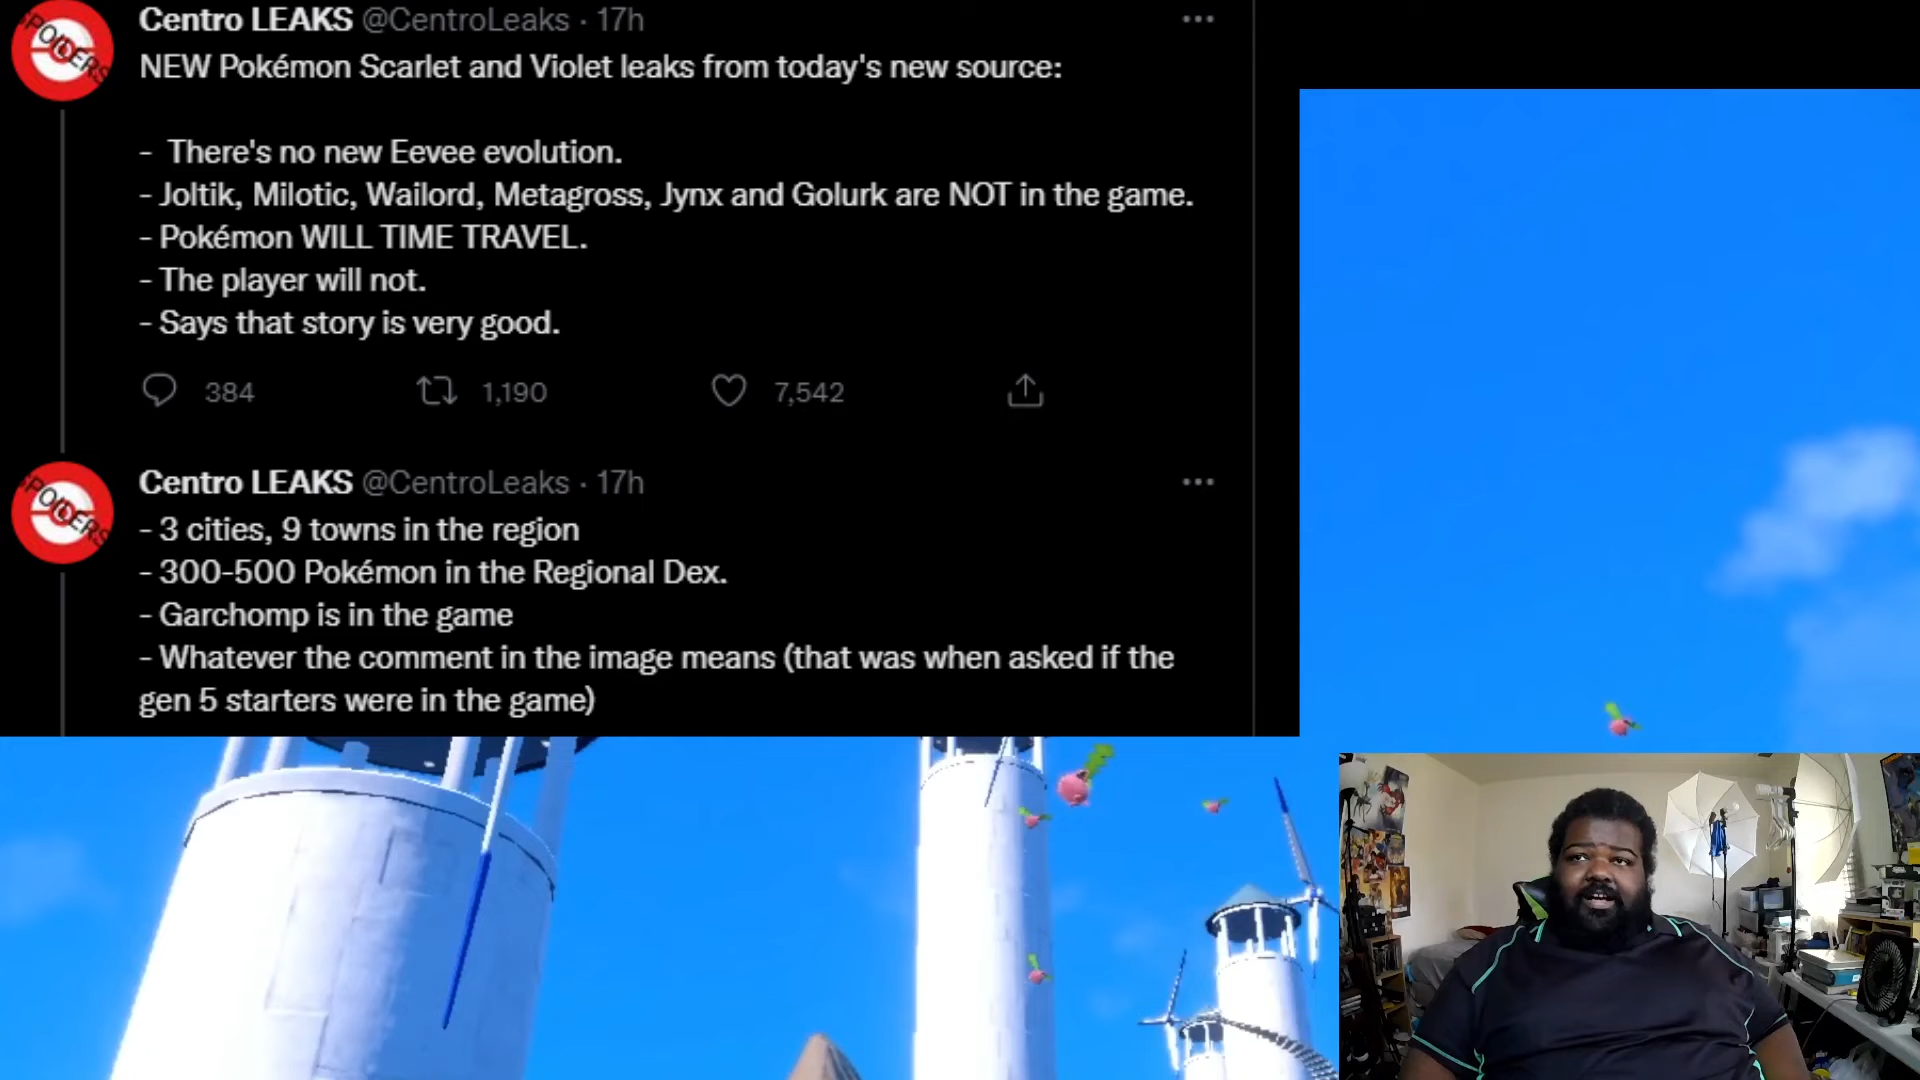 Centro LEAKS @CentroLeaks · 17h
NEW Pokémon Scarlet and Violet leaks from today's new source:
- There's no new Eevee evolution.
- Joltik, Milotic, Wailord, Metagross, Jynx and Golurk are NOT in the game.
- Pokémon WILL TIME TRAVEL.
- The player will not.
- Says that story is very good.
384 1,190 7,542
SPOILERS
Centro LEAKS @CentroLeaks · 17h
- 3 cities, 9 towns in the region
- 300-500 Pokémon in the Regional Dex.
- Garchomp is in the game
- Whatever the comment in the image means (that was when asked if the
gen 5 starters were in the game)
SPOILERS